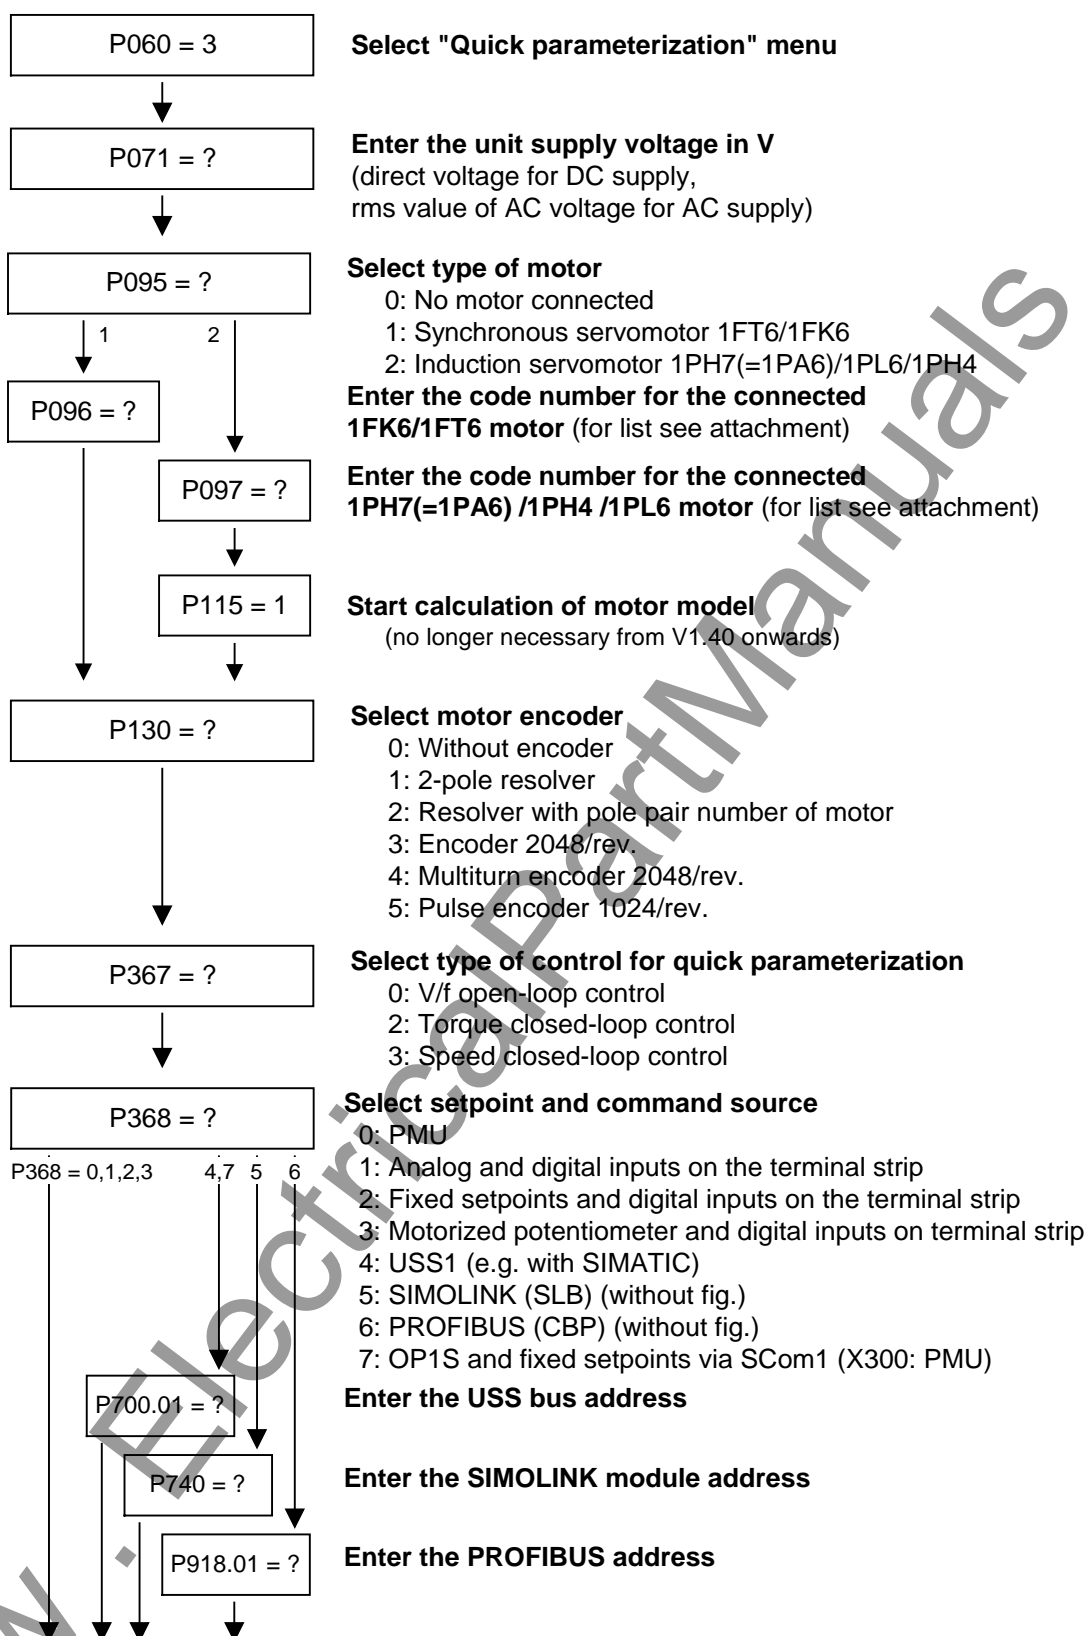 P060 = 3
Select "Quick parameterization" menu
P071 = ?
Enter the unit supply voltage in V
(direct voltage for DC supply,
rms value of AC voltage for AC supply)
P095 = ?
Select type of motor
0: No motor connected
1: Synchronous servomotor 1FT6/1FK6
2: Induction servomotor 1PH7(=1PA6)/1PL6/1PH4
1
2
P096 = ?
Enter the code number for the connected
1FK6/1FT6 motor (for list see attachment)
P097 = ?
Enter the code number for the connected
1PH7(=1PA6) /1PH4 /1PL6 motor (for list see attachment)
P115 = 1
Start calculation of motor model
(no longer necessary from V1.40 onwards)
P130 = ?
Select motor encoder
0: Without encoder
1: 2-pole resolver
2: Resolver with pole pair number of motor
3: Encoder 2048/rev.
4: Multiturn encoder 2048/rev.
5: Pulse encoder 1024/rev.
P367 = ?
Select type of control for quick parameterization
0: V/f open-loop control
2: Torque closed-loop control
3: Speed closed-loop control
P368 = ?
Select setpoint and command source
0: PMU
1: Analog and digital inputs on the terminal strip
2: Fixed setpoints and digital inputs on the terminal strip
3: Motorized potentiometer and digital inputs on terminal strip
4: USS1 (e.g. with SIMATIC)
5: SIMOLINK (SLB) (without fig.)
6: PROFIBUS (CBP) (without fig.)
7: OP1S and fixed setpoints via SCom1 (X300: PMU)
P368 = 0,1,2,3
4,7
5
6
P700.01 = ?
Enter the USS bus address
P740 = ?
Enter the SIMOLINK module address
P918.01 = ?
Enter the PROFIBUS address
w . ElectricalPartManuals